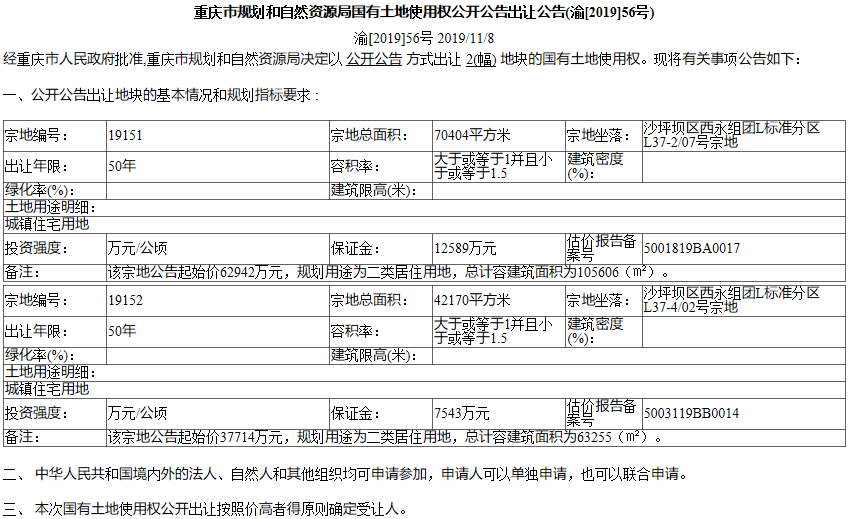 重庆市规划和自然资源局国有土地使用权公开公告出让公告(渝[2019]56号)
渝[2019]56号 2019/11/8
经重庆市人民政府批准,重庆市规划和自然资源局决定以 公开公告 方式出让 2(幅) 地块的国有土地使用权。现将有关事项公告如下：
一、公开公告出让地块的基本情况和规划指标要求：
宗地编号： 19151 宗地总面积： 70404平方米 宗地坐落： 沙坪坝区西永组团L标准分区
L37-2/07号宗地
出让年限： 50年 容积率： 大于或等于1并且小
于或等于1.5 建筑密度
(%)：
绿化率(%)： 建筑限高(米)：
土地用途明细：
城镇住宅用地
投资强度： 万元/公顷 保证金： 12589万元 估价报告备
案号 5001819BA0017
备注： 该宗地公告起始价62942万元，规划用途为二类居住用地，总计容建筑面积为105606（㎡）。
宗地编号： 19152 宗地总面积： 42170平方米 宗地坐落： 沙坪坝区西永组团L标准分区
L37-4/02号宗地
出让年限： 50年 容积率： 大于或等于1并且小
于或等于1.5 建筑密度
(%)：
绿化率(%)： 建筑限高(米)：
土地用途明细：
城镇住宅用地
投资强度： 万元/公顷 保证金： 7543万元 估价报告备
案号 5003119BB0014
备注： 该宗地公告起始价37714万元，规划用途为二类居住用地，总计容建筑面积为63255（㎡）。
二、 中华人民共和国境内外的法人、自然人和其他组织均可申请参加，申请人可以单独申请，也可以联合申请。
三、 本次国有土地使用权公开出让按照价高者得原则确定受让人。